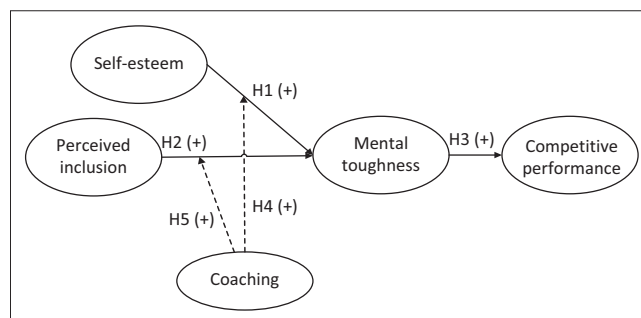 Self-esteem
H1 (+)
Perceived
inclusion
H2 (+)
Mental
toughness
H3 (+)
Competitive
performance
H5 (+)
H4 (+)
Coaching